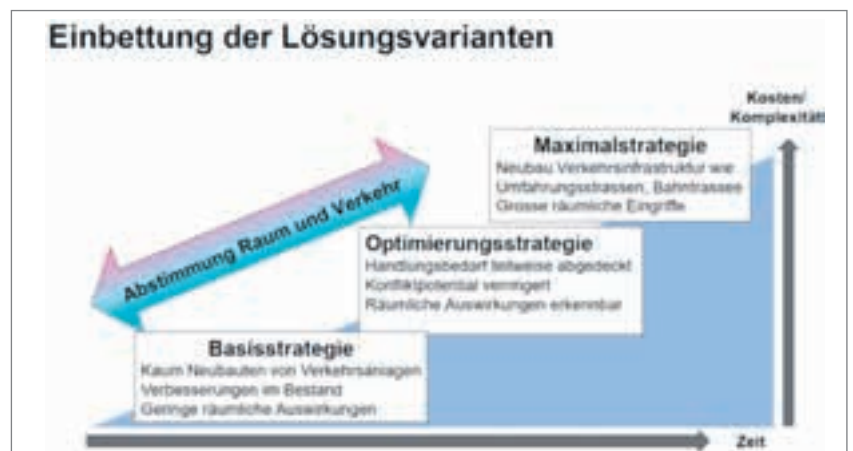 Einbettung der Lösungsvarianten
Kosten/
Komplexität
Maximalstrategie
Neubau Verkehrsinfrastruktur wie
Umfahrungsstrassen, Bahntrassee
Grosse räumliche Eingriffe
Abstimmung Raum und Verkehr
Optimierungsstrategie
Handlungsbedarf teilweise abgedeckt
Konfliktpotential verringert
Räumliche Auswirkungen erkennbar
Basisstrategie
Kaum Neubauten von Verkehrsanlagen
Verbesserungen im Bestand
Geringe räumliche Auswirkungen
Zeit